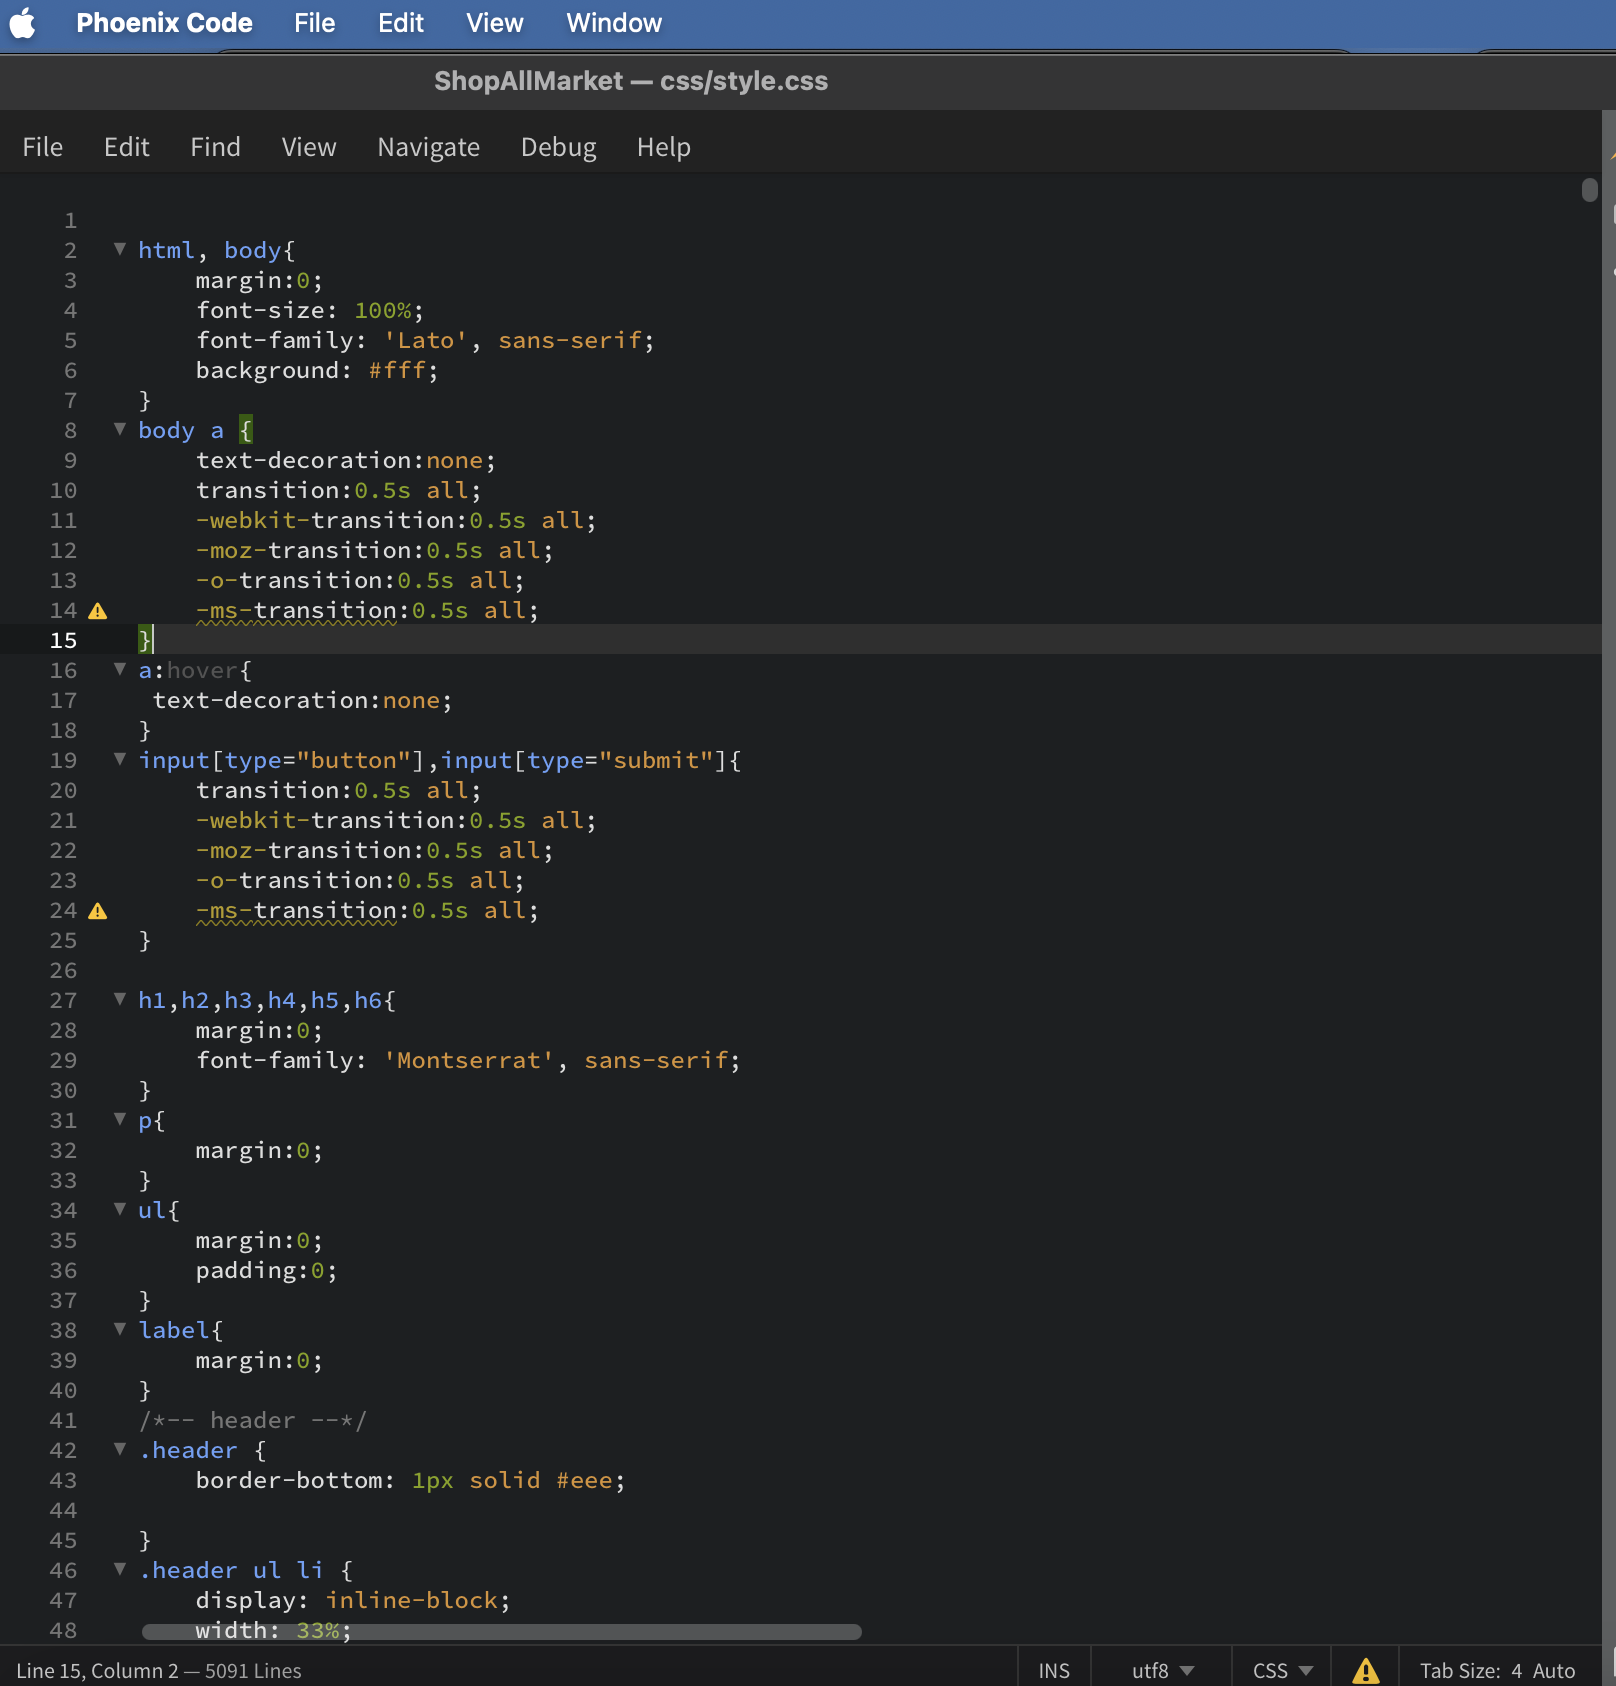 Phoenix Code File Edit View Window
ShopAllMarket — css/style.css
File Edit Find View Navigate Debug Help
1
2 html, body{
3     margin:0;
4     font-size: 100%;
5     font-family: 'Lato', sans-serif;
6     background: #fff;
7 }
8 body a {
9     text-decoration:none;
10     transition:0.5s all;
11     -webkit-transition:0.5s all;
12     -moz-transition:0.5s all;
13     -o-transition:0.5s all;
14     -ms-transition:0.5s all;
15 }
16 a:hover{
17  text-decoration:none;
18 }
19 input[type="button"],input[type="submit"]{
20     transition:0.5s all;
21     -webkit-transition:0.5s all;
22     -moz-transition:0.5s all;
23     -o-transition:0.5s all;
24     -ms-transition:0.5s all;
25 }
26
27 h1,h2,h3,h4,h5,h6{
28     margin:0;
29     font-family: 'Montserrat', sans-serif;
30 }
31 p{
32     margin:0;
33 }
34 ul{
35     margin:0;
36     padding:0;
37 }
38 label{
39     margin:0;
40 }
41 /*-- header --*/
42 .header {
43     border-bottom: 1px solid #eee;
44
45 }
46 .header ul li {
47     display: inline-block;
48     width: 33%;
Line 15, Column 2 — 5091 Lines INS utf8 CSS Tab Size: 4 Auto